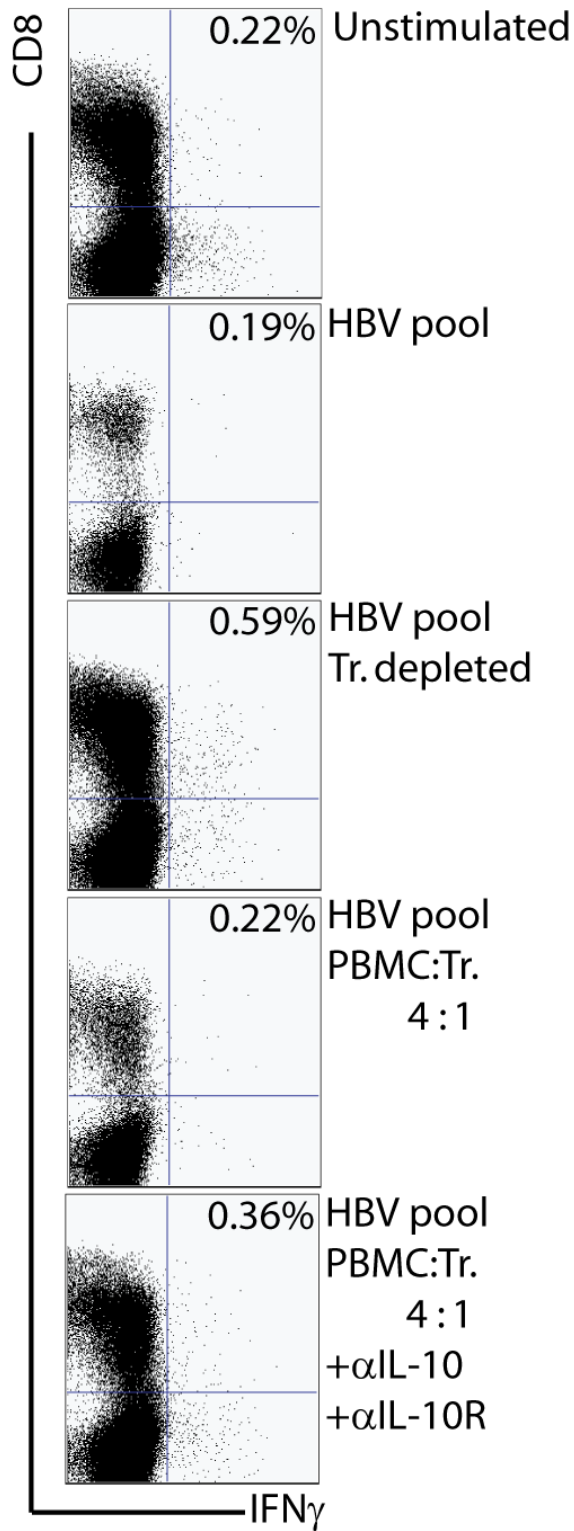 CD8
0.22% Unstimulated
0.19% HBV pool
0.59% HBV pool
Tr. depleted
0.22% HBV pool
PBMC:Tr.
4 : 1
0.36% HBV pool
PBMC:Tr.
4 : 1
+αIL-10
+αIL-10R
IFNγ